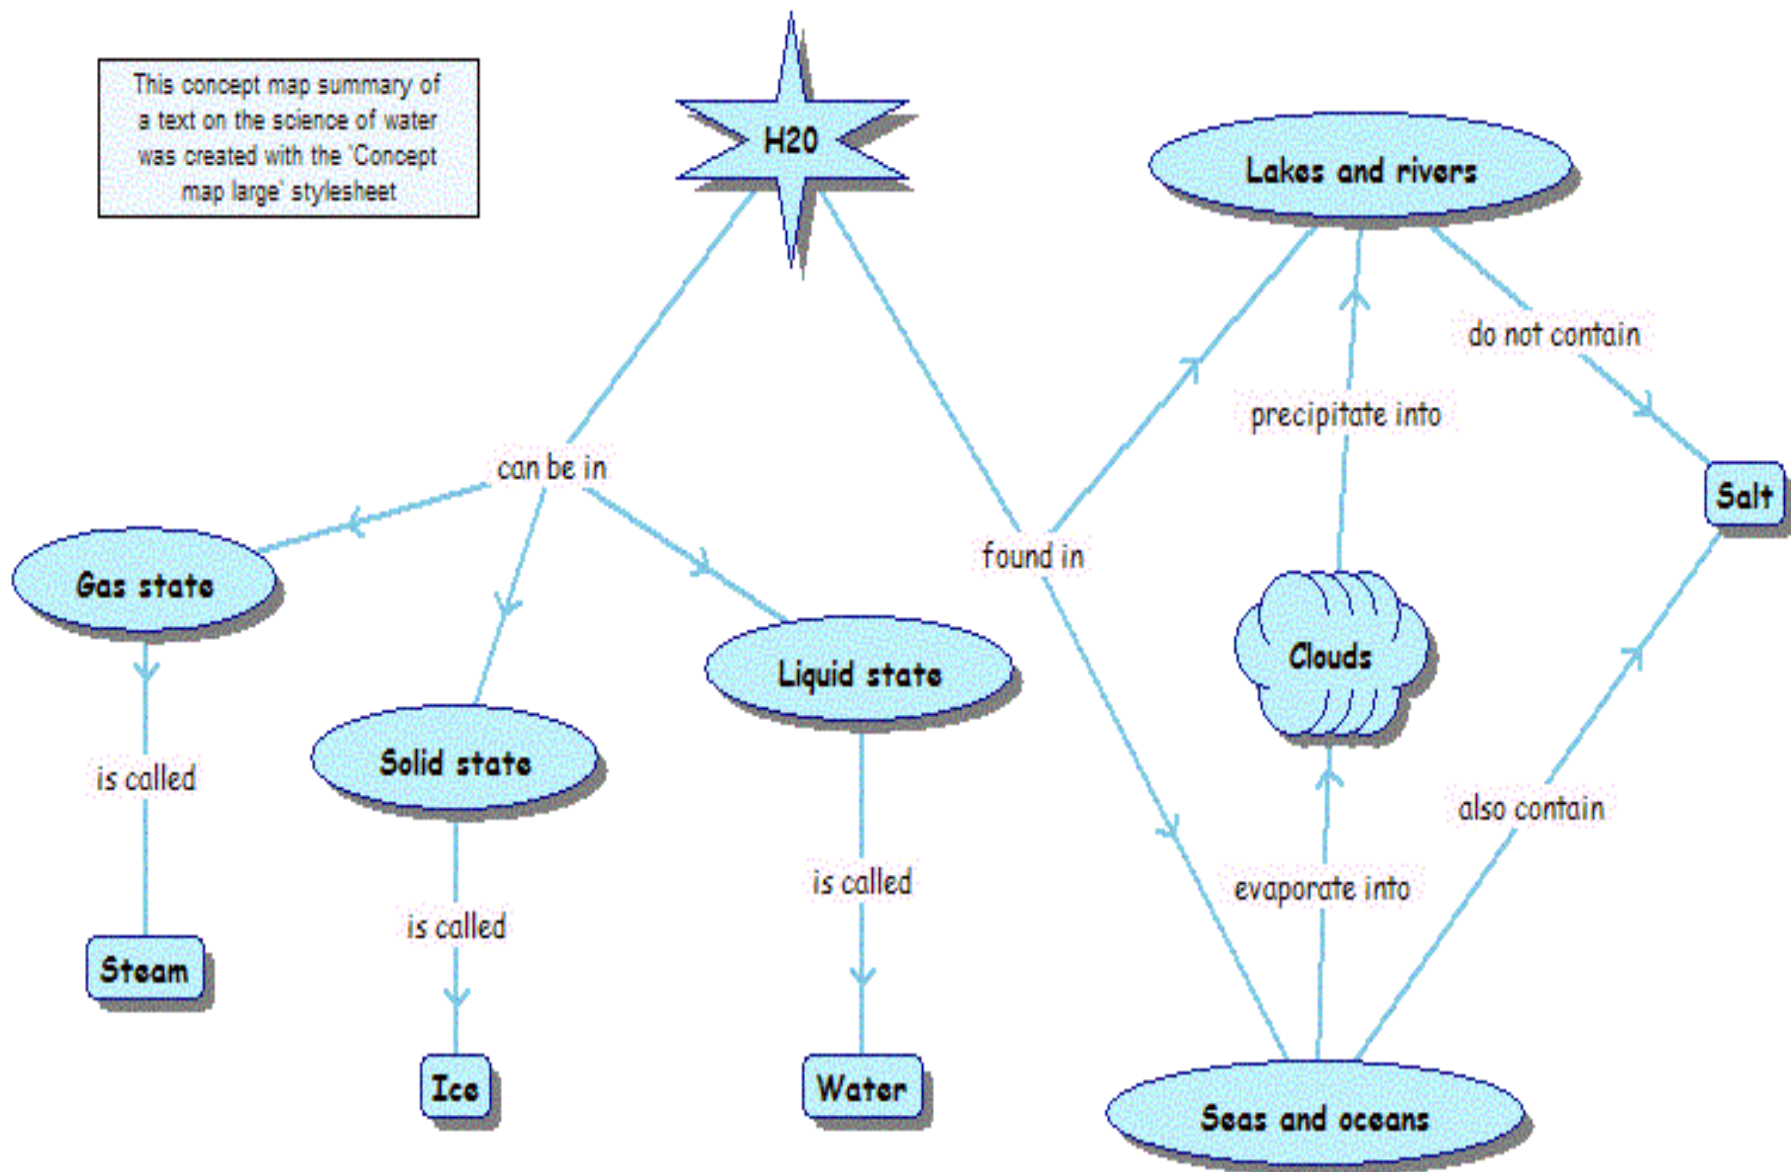 This concept map summary of
a text on the science of water
was created with the 'Concept
map large' stylesheet
H20
Lakes and rivers
do not contain
precipitate into
can be in
Salt
found in
Gas state
Clouds
Liquid state
Solid state
is called
also contain
is called
evaporate into
is called
Steam
Ice
Water
Seas and oceans